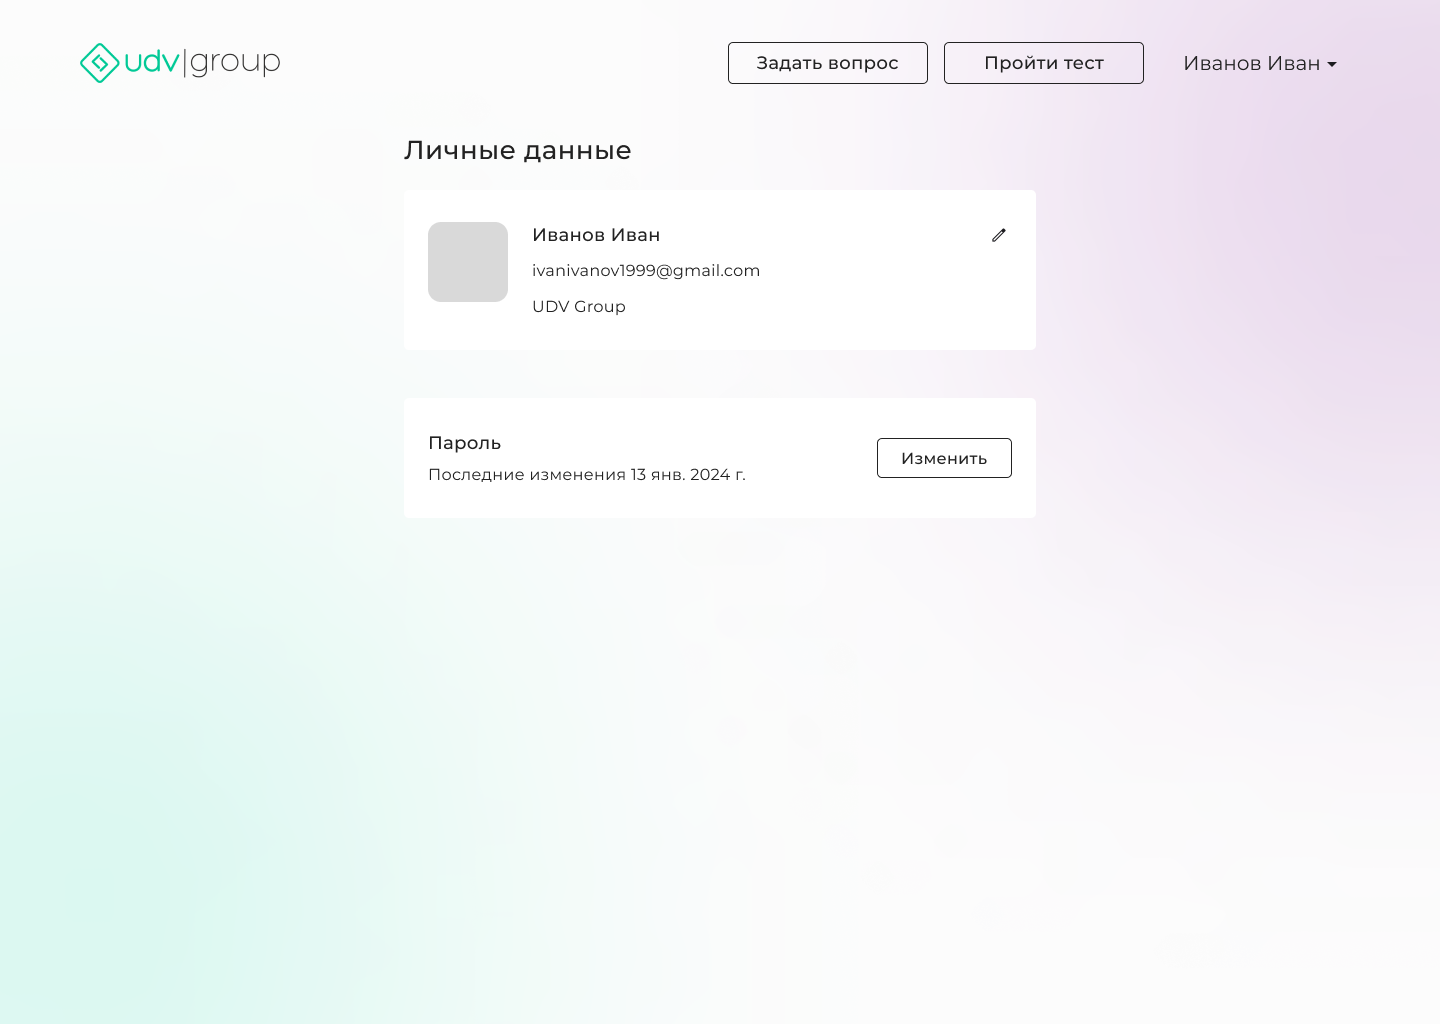 udv|group
Задать вопрос
Пройти тест
Иванов Иван
Личные данные
Иванов Иван
ivanivanov1999@gmail.com
UDV Group
Пароль
Последние изменения 13 янв. 2024 г.
Изменить